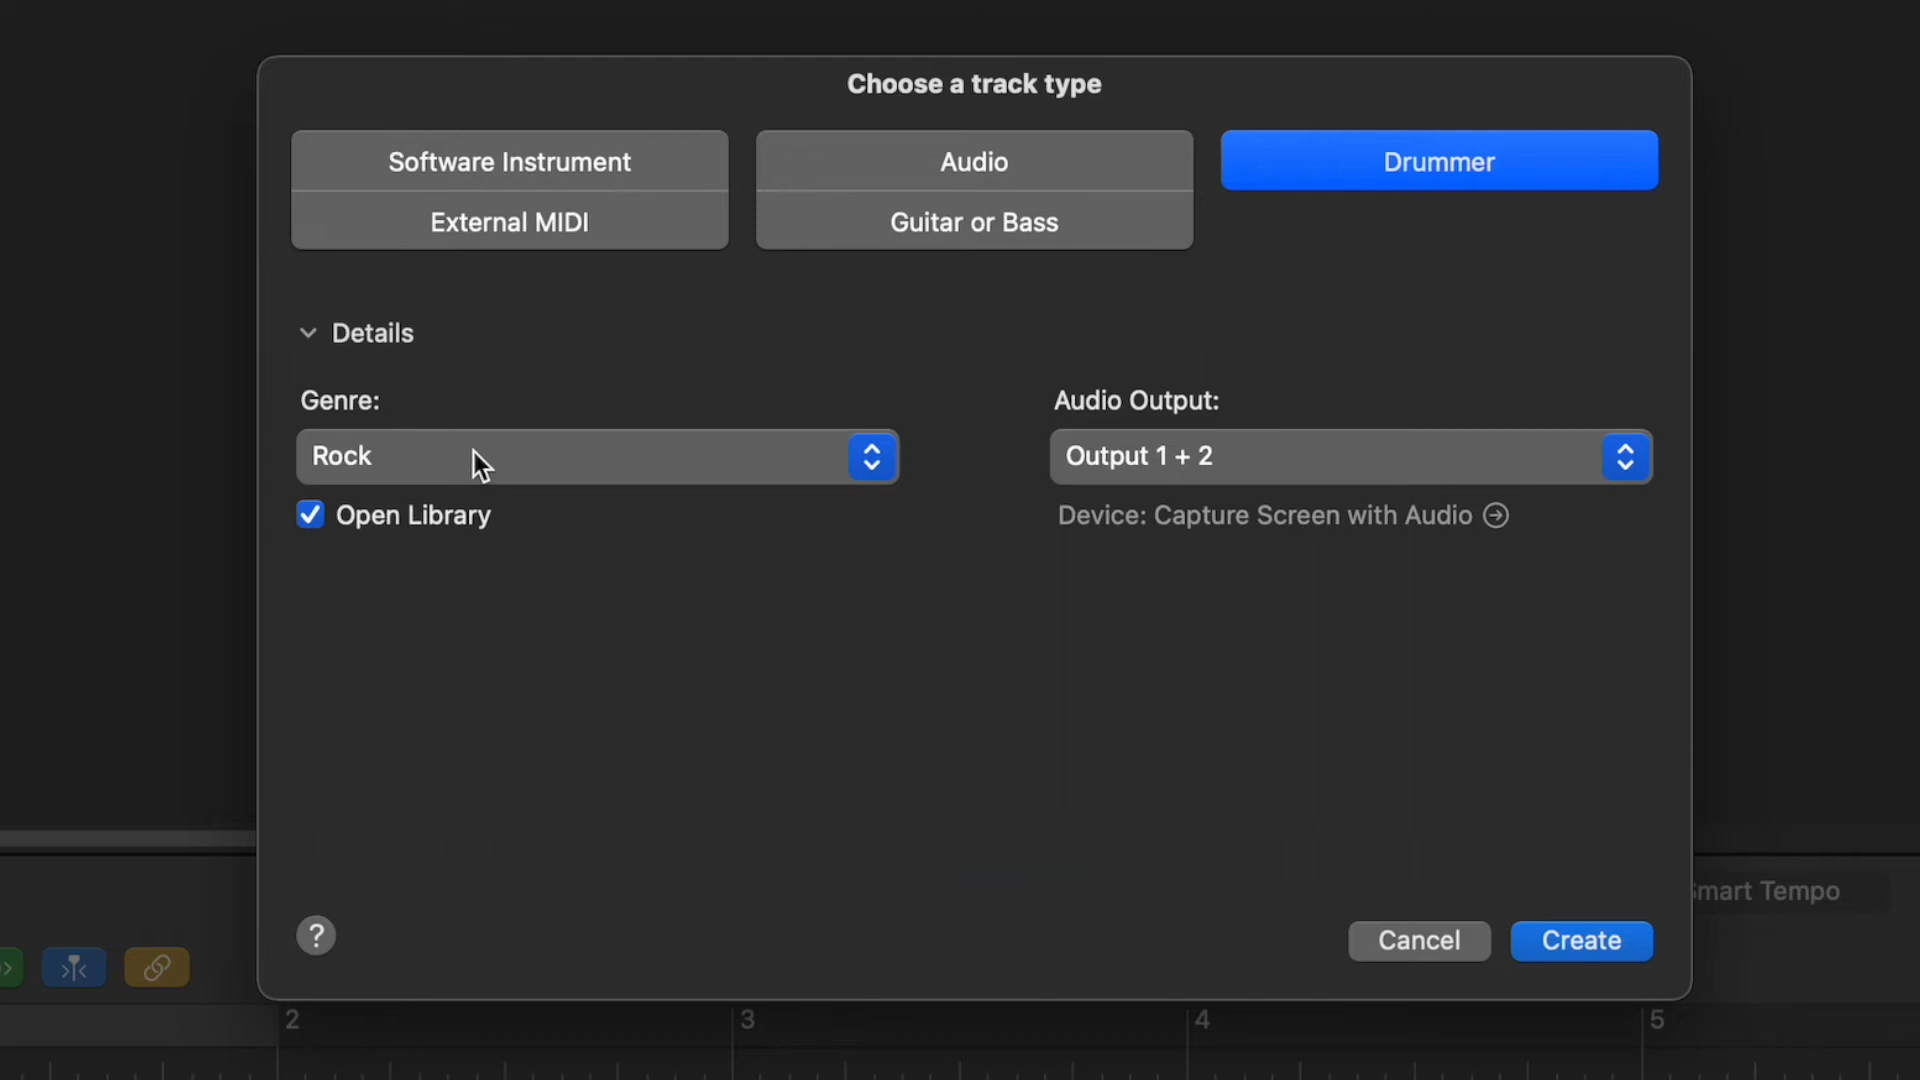 Choose a track type
Software Instrument
Audio
Drummer
External MIDI
Guitar or Bass
Details
Genre:
Audio Output:
Rock
Output 1 + 2
Open Library
Device: Capture Screen with Audio
Smart Tempo
?
Cancel
Create
2
3
4
5